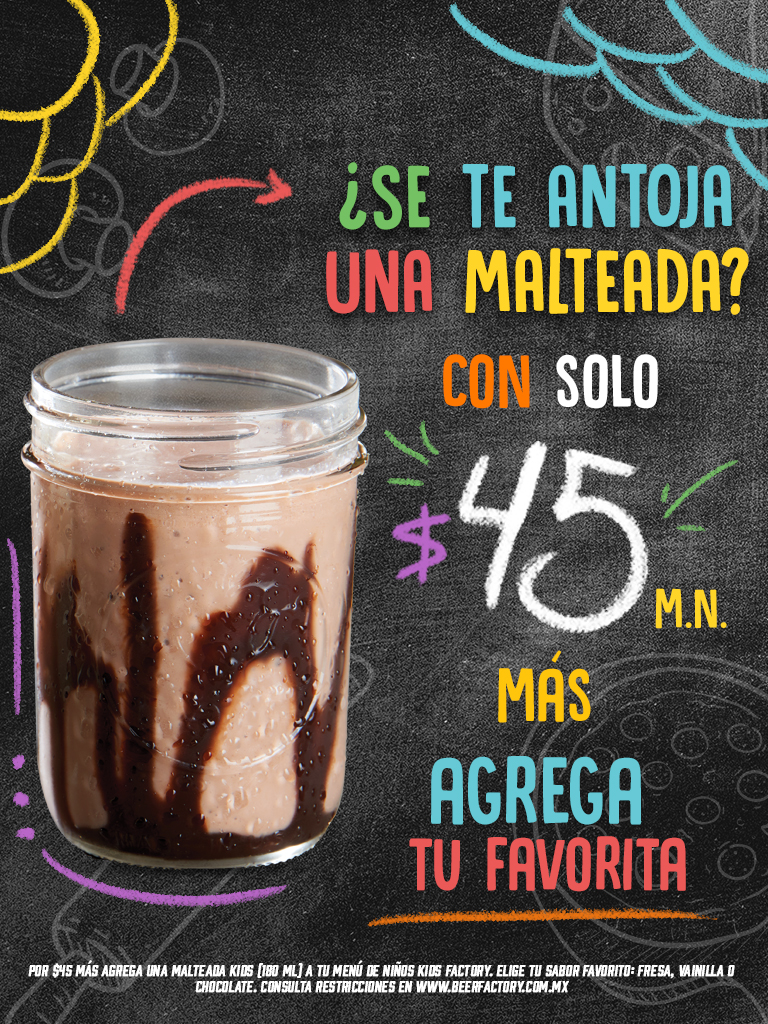 ¿SE TE ANTOJA
UNA MALTEADA?
CON SOLO
$45
M.N.
MÁS
AGREGA
TU FAVORITA
POR $45 MÁS AGREGA UNA MALTEADA KIDS (180 ML) A TU MENÚ DE NIÑOS KIDS FACTORY. ELIGE TU SABOR FAVORITO: FRESA, VAINILLA O
CHOCOLATE. CONSULTA RESTRICCIONES EN WWW.BEERFACTORY.COM.MX